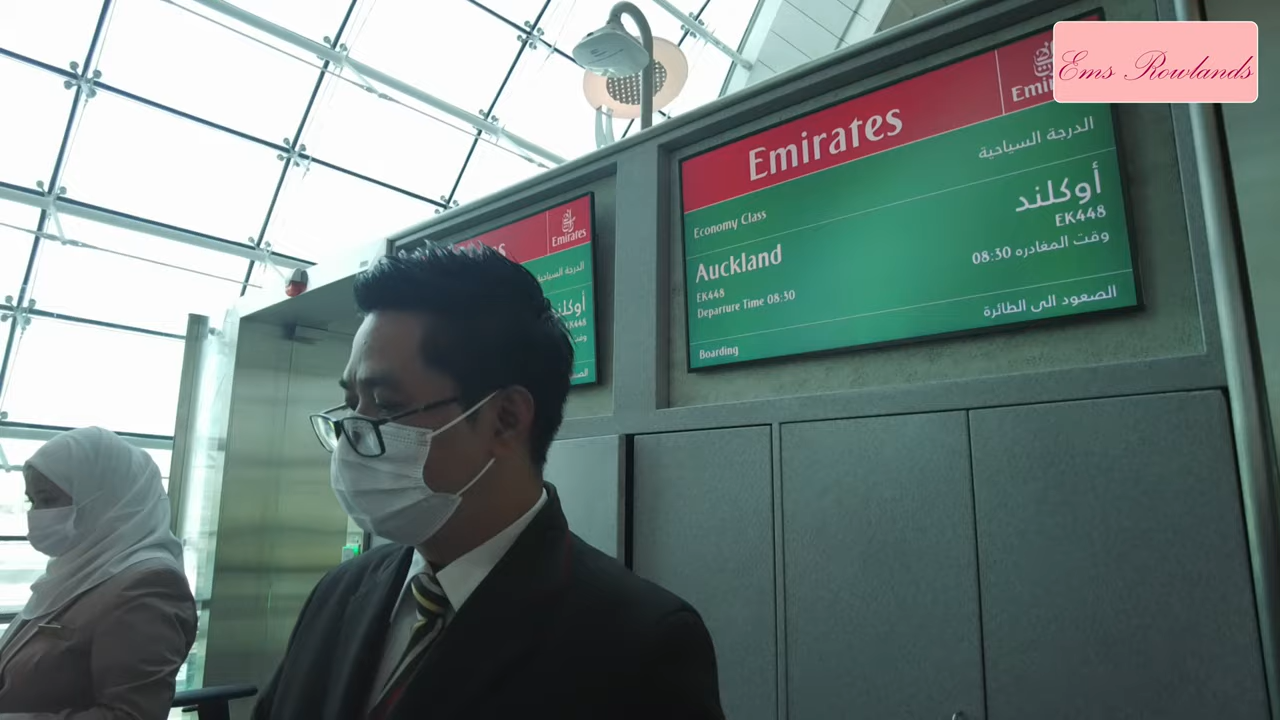 Ems Rowlands
Emirates
Emirates
الدرجة السياحية
Economy Class
أوكلند
EK448
Auckland
EK448
وقت المغادره 08:30
Departure Time 08:30
الصعود الى الطائرة
Boarding
Emirates
الدرجة السياحية
أوكلند
EK448